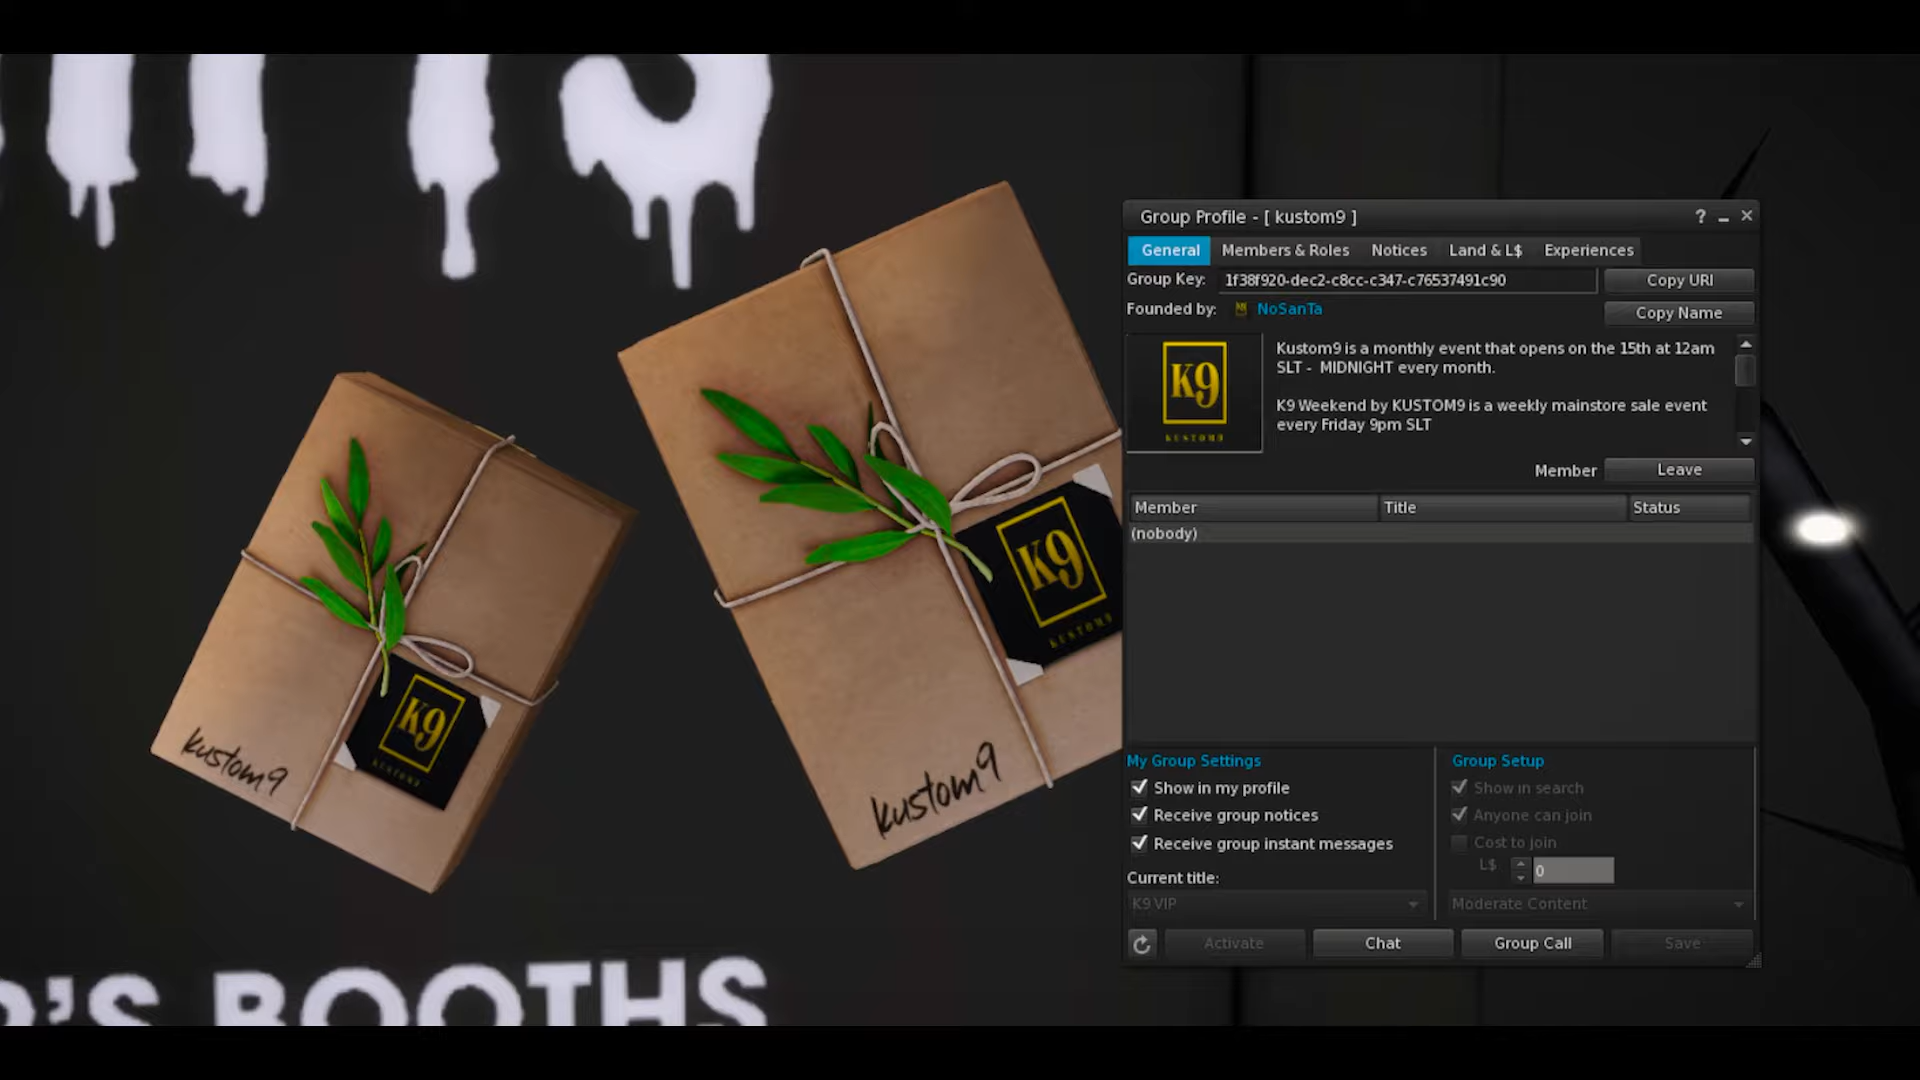 Group Profile - [ kustom9 ]
? _ ×
General Members & Roles Notices Land & L$ Experiences
Group Key: 1f38f920-dec2-c8cc-c347-c76537491c90 Copy URI
Founded by: NoSanTa Copy Name
Kustom9 is a monthly event that opens on the 15th at 12am
SLT - MIDNIGHT every month.
K9 Weekend by KUSTOM9 is a weekly mainstore sale event
every Friday 9pm SLT
K9
KUSTOM9
Member Leave
Member Title Status
(nobody)
My Group Settings
Show in my profile
Receive group notices
Receive group instant messages
Current title:
K9 VIP
Group Setup
Show in search
Anyone can join
Cost to join
L$ 0
Moderate Content
Activate Chat Group Call Save
K9
KUSTOM9
kustom9
K9
KUSTOM9
kustom9
'S BOOTHS